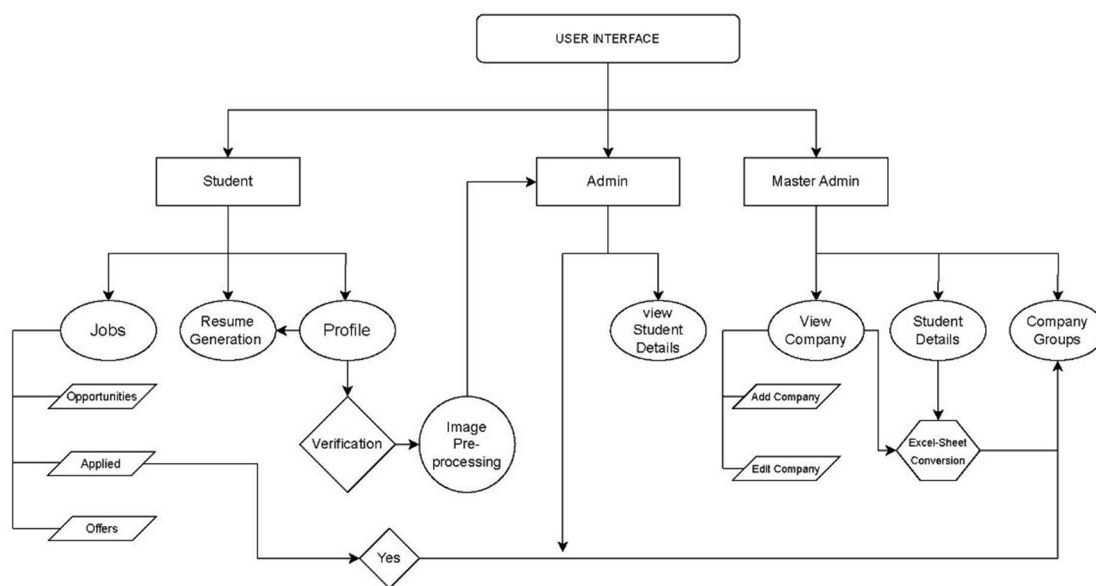 USER INTERFACE
Student
Admin
Master Admin
Jobs
Resume
Generation
Profile
view
Student
Details
View
Company
Student
Details
Company
Groups
Opportunities
Applied
Offers
Verification
Image
Pre-
processing
Add Company
Edit Company
Excel-Sheet
Conversion
Yes